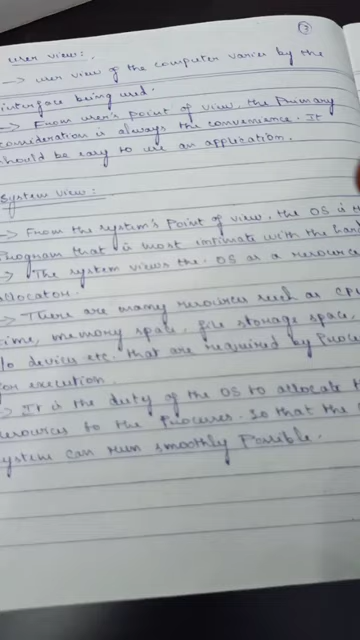 3
user view:
-> user view of the computer varies by the
interface being used.
-> From user's point of view, the Primary
consideration is always the convenience. It
should be easy to use an application.
System view:
-> From the system's Point of view, the OS is th
Program that is most intimate with the hard
-> The system views the OS as a resource
allocator.
-> There are many resources such as CPU
time, memory space, file storage space,
I/o devices etc. that are required by Proce
for execution.
-> It is the duty of the OS to allocate t
resources to the Processes. So that the
system can run smoothly Possible.